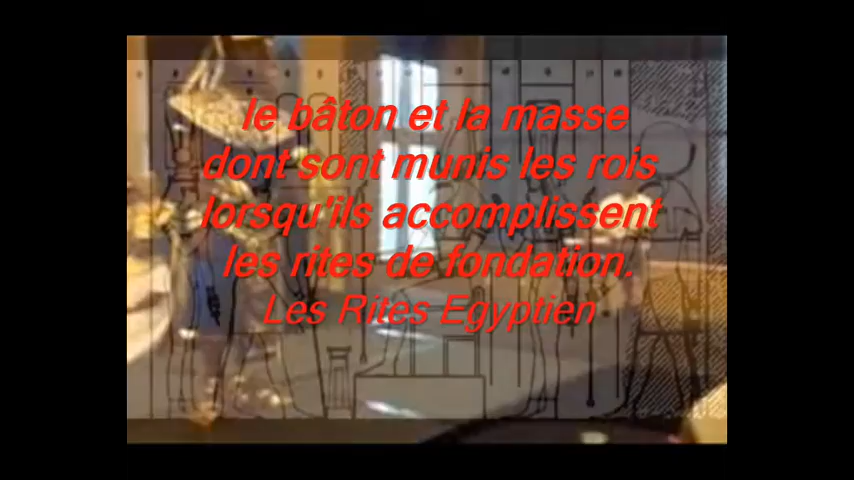 le bâton et la masse
dont sont munis les rois
lorsqu'ils accomplissent
les rites de fondation.
Les Rites Egyptien